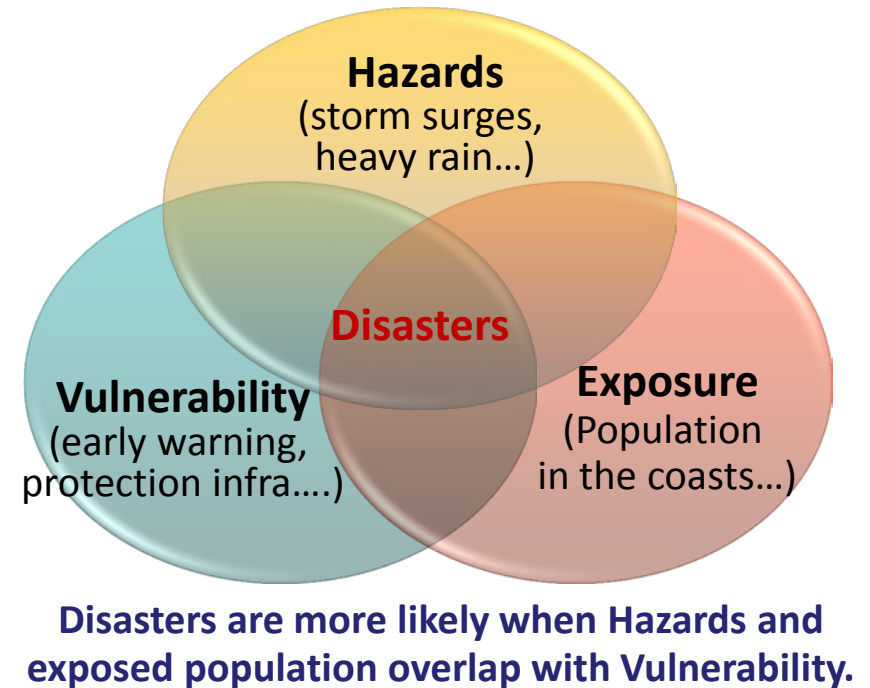 Hazards
(storm surges,
heavy rain…)
Disasters
Vulnerability
(early warning,
protection infra….)
Exposure
(Population
in the coasts…)
Disasters are more likely when Hazards and
exposed population overlap with Vulnerability.